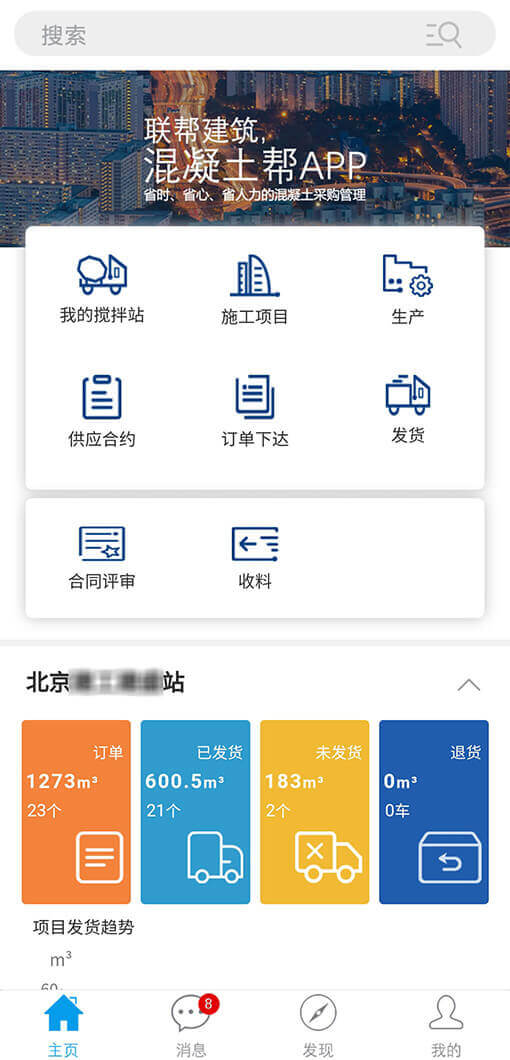 搜索
联帮建筑,
混凝土帮APP
省时、省心、省人力的混凝土采购管理
我的搅拌站
施工项目
生产
供应合约
订单下达
发货
合同评审
收料
北京
站
订单
1273m³
23个
已发货
600.5m³
21个
未发货
183m³
2个
退货
0m³
0车
项目发货趋势
m³
60
8
主页
消息
发现
我的